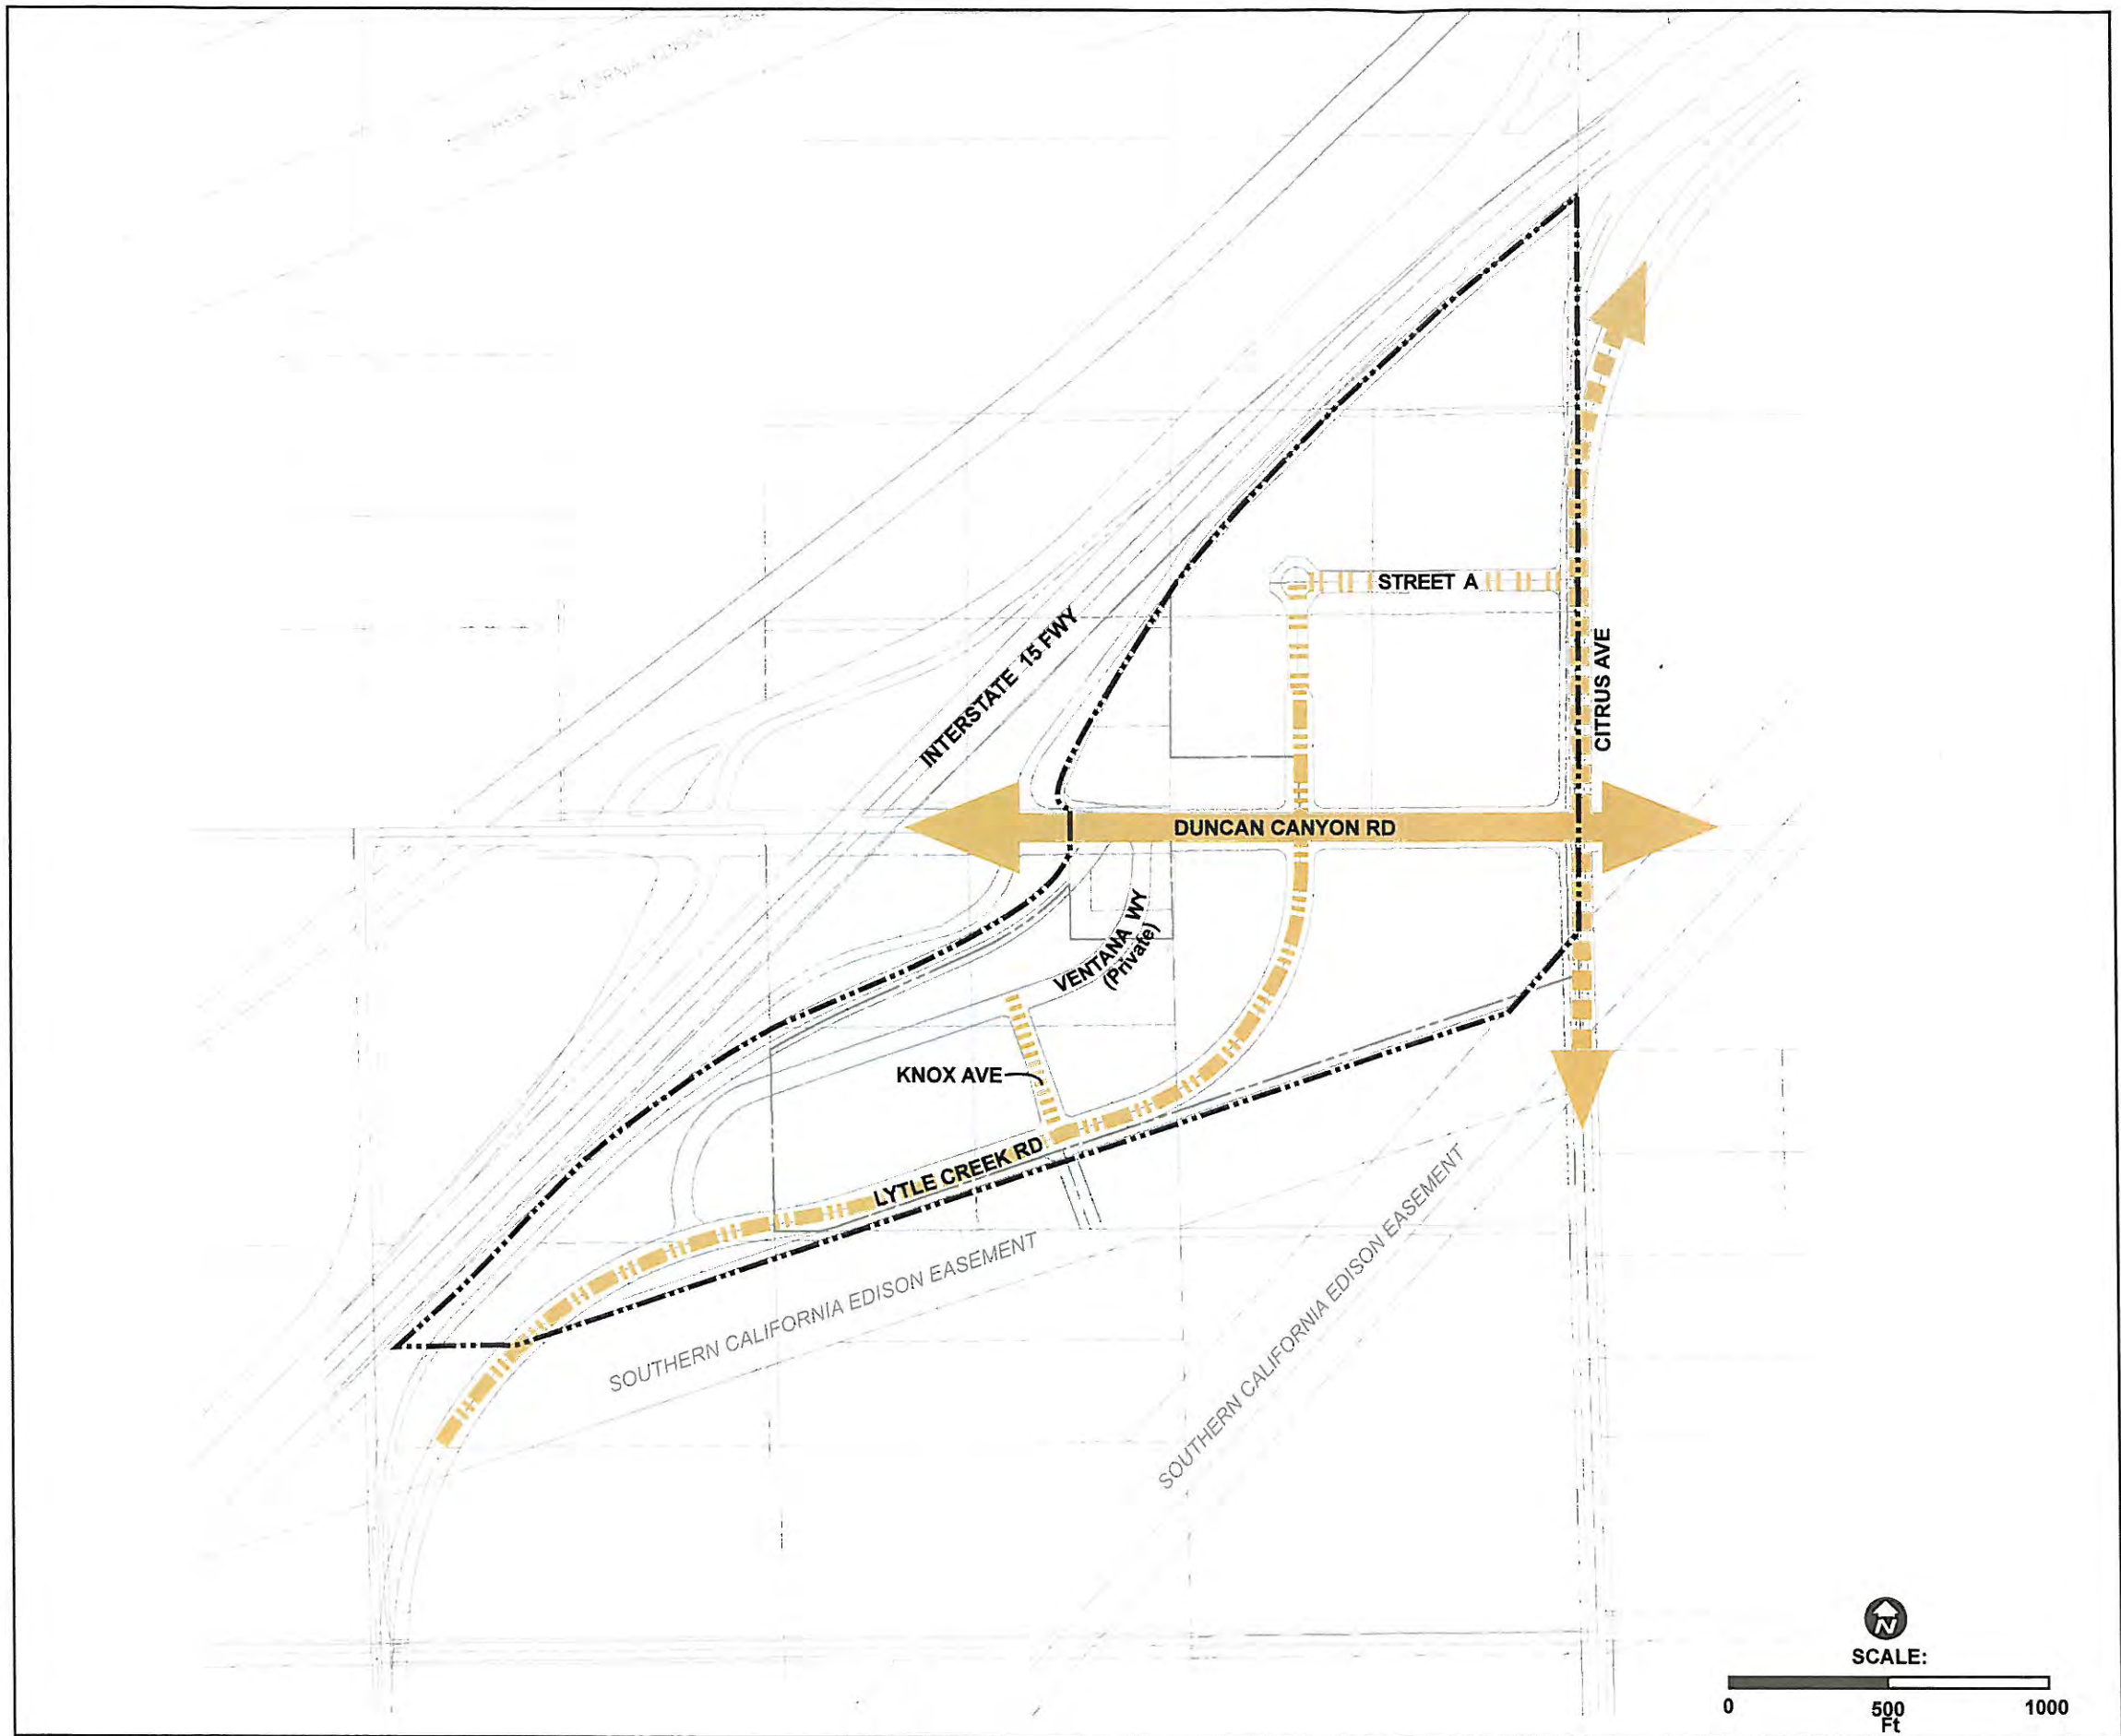 STREET A
CITRUS AVE
INTERSTATE 15 FWY
DUNCAN CANYON RD
VENTANA WY
(Private)
KNOX AVE
LYTLE CREEK RD
SOUTHERN CALIFORNIA EDISON EASEMENT
SOUTHERN CALIFORNIA EDISON EASEMENT
N
SCALE:
0 500 1000
Ft